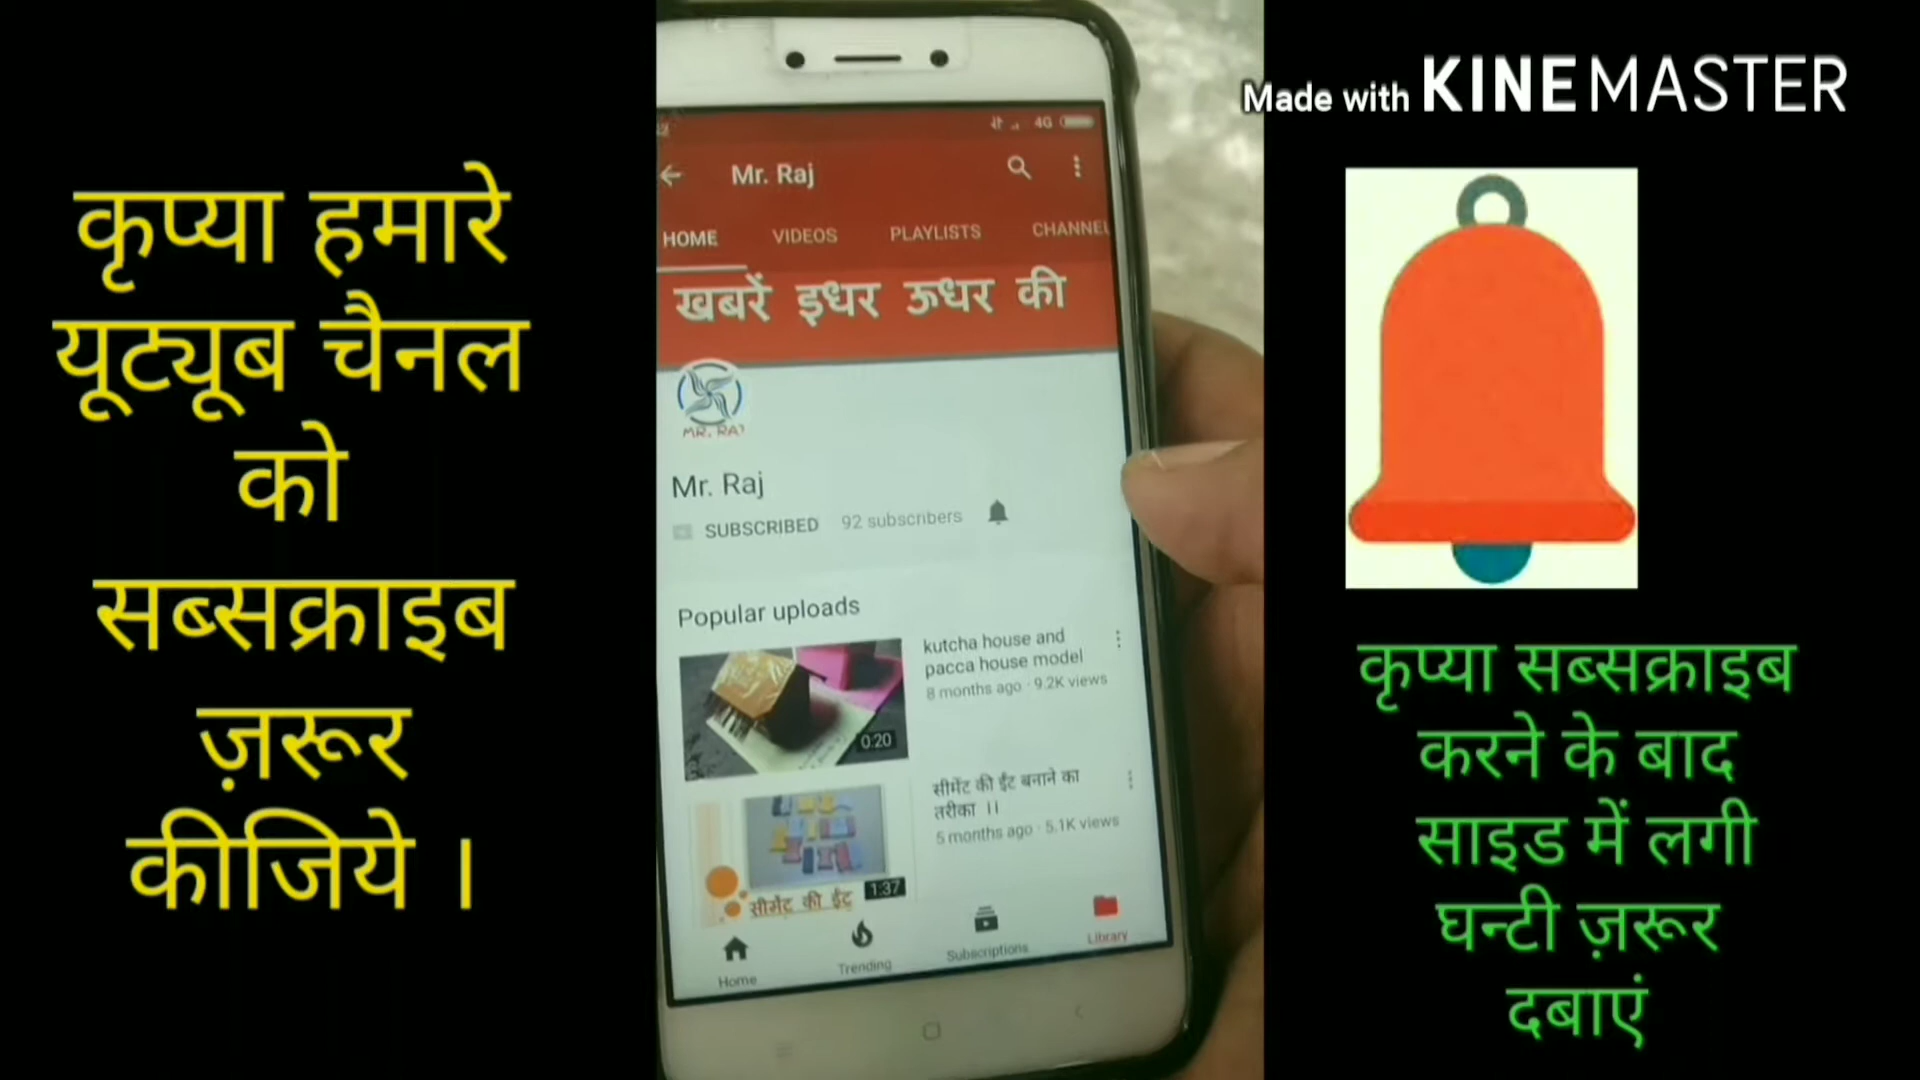 कृप्या हमारे
यूट्यूब चैनल
को
सब्सक्राइब
ज़रूर
कीजिये ।
4G
Mr. Raj
HOME VIDEOS PLAYLISTS CHANNEL
खबरें इधर ऊधर की
MR. RAJ
Mr. Raj
SUBSCRIBED 92 subscribers
Popular uploads
kutcha house and
pacca house model
8 months ago · 9.2K views
0:20
सीमेंट की ईंट बनाने का
तरीका ।।
5 months ago · 5.1K views
1:37
सीमेंट की ईंट
Home Trending Subscriptions Library
Made with KINEMASTER
कृप्या सब्सक्राइब
करने के बाद
साइड में लगी
घन्टी ज़रूर
दबाएं